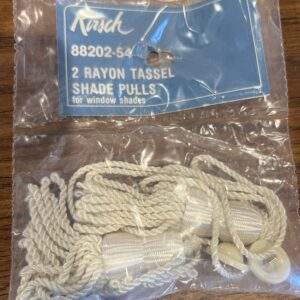 Kirsch
88202-54
2 RAYON TASSEL
SHADE PULLS
for window shades